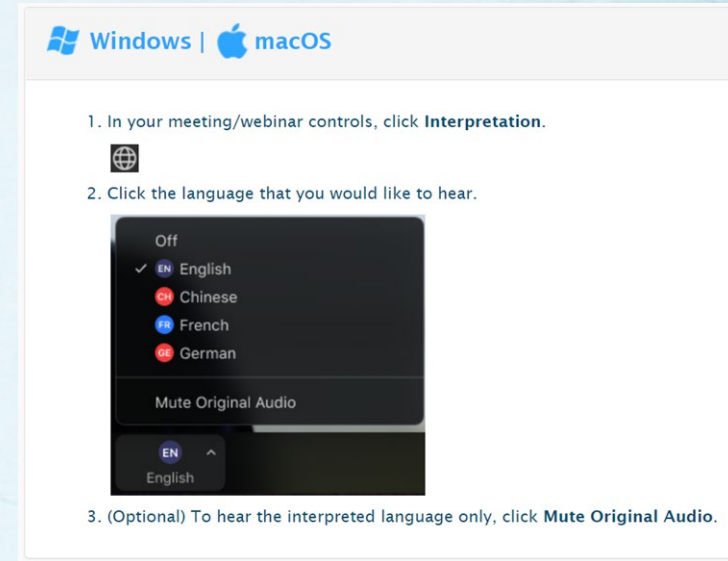 Windows | macOS
1. In your meeting/webinar controls, click Interpretation.
2. Click the language that you would like to hear.
Off
✓ EN English
CH Chinese
FR French
GE German
Mute Original Audio
EN
English
3. (Optional) To hear the interpreted language only, click Mute Original Audio.